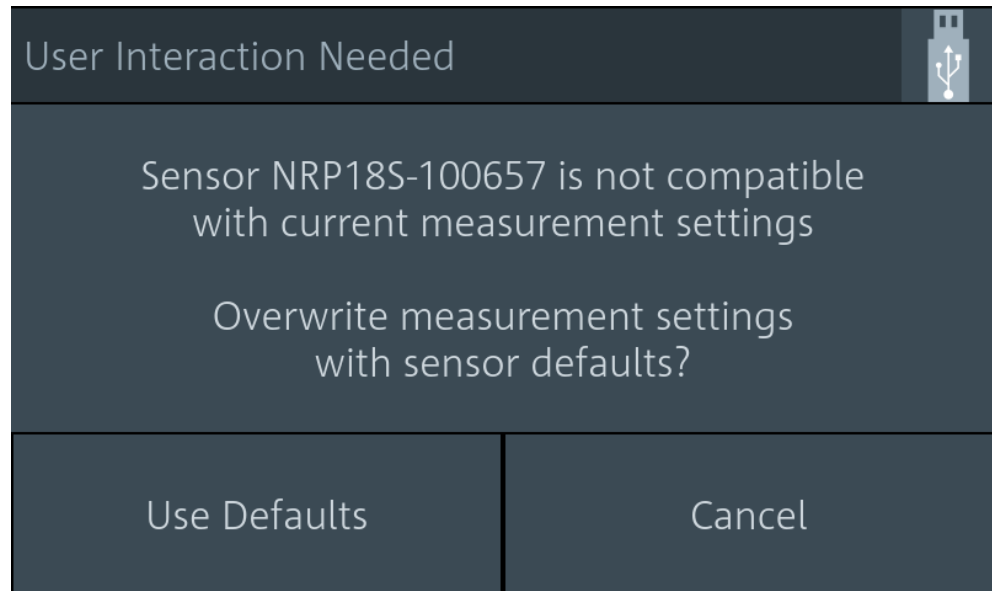 User Interaction Needed
Sensor NRP18S-100657 is not compatible
with current measurement settings
Overwrite measurement settings
with sensor defaults?
Use Defaults
Cancel